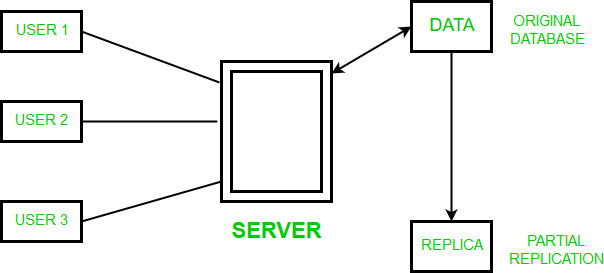 USER 1
DATA
ORIGINAL
DATABASE
USER 2
USER 3
SERVER
REPLICA
PARTIAL
REPLICATION